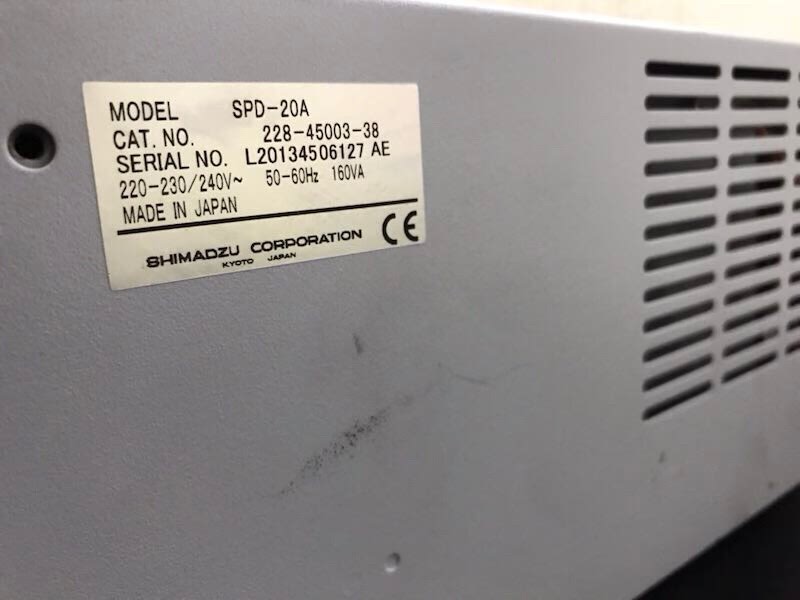 MODEL SPD-20A
CAT. NO. 228-45003-38
SERIAL NO. L20134506127 AE
220-230/240V~ 50-60Hz 160VA
MADE IN JAPAN
SHIMADZU CORPORATION CE
KYOTO JAPAN